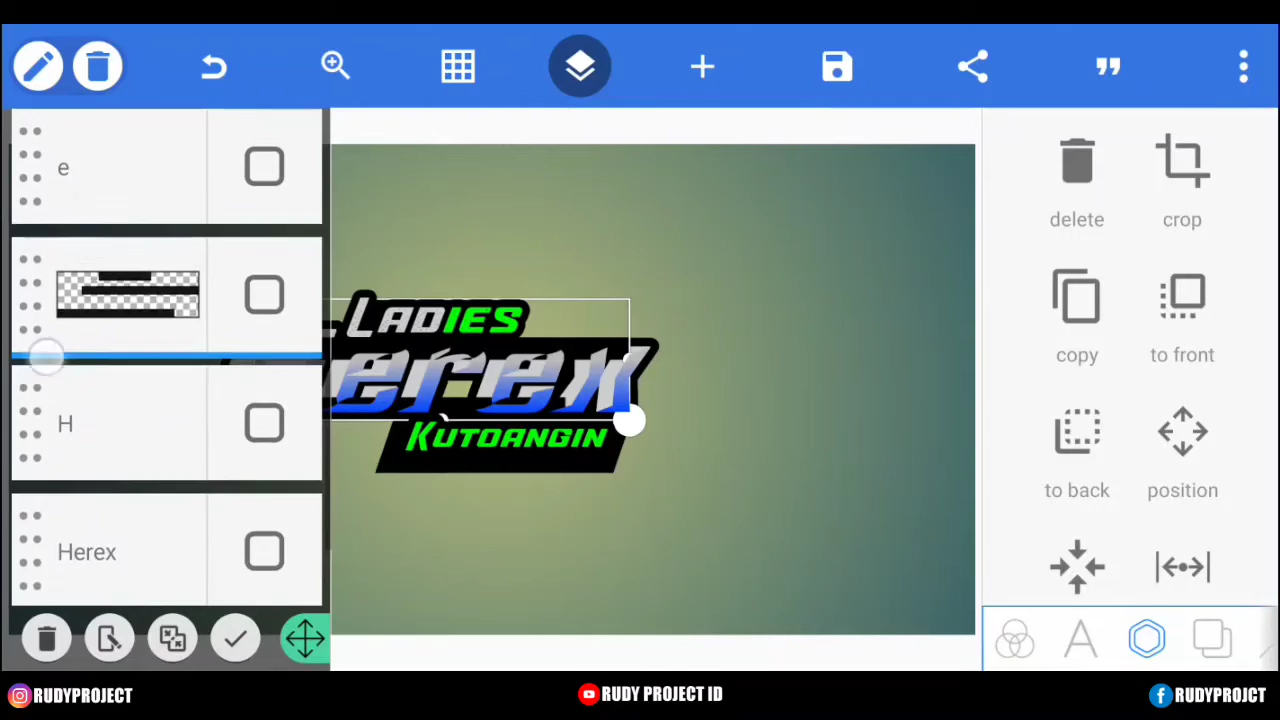 e
H
Herex
Ladies
erex
Kutoangin
delete
crop
copy
to front
to back
position
RUDYPROJECT
RUDY PROJECT ID
RUDYPROJCT